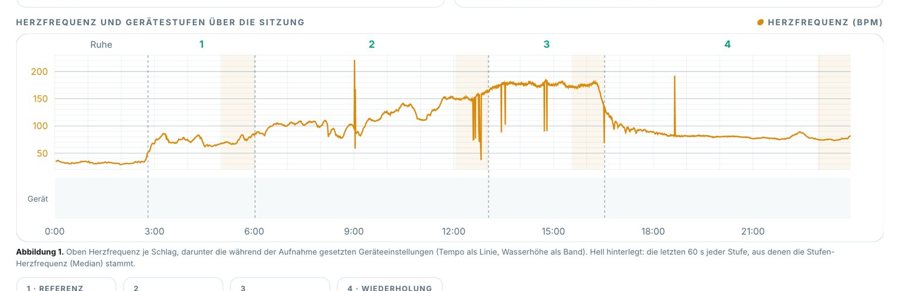 HERZFREQUENZ UND GERÄTESTUFEN ÜBER DIE SITZUNG
HERZFREQUENZ (BPM)
Ruhe 1 2 3 4
200
150
100
50
Gerät
0:00 3:00 6:00 9:00 12:00 15:00 18:00 21:00
Abbildung 1. Oben Herzfrequenz je Schlag, darunter die während der Aufnahme gesetzten Geräteeinstellungen (Tempo als Linie, Wasserhöhe als Band). Hell hinterlegt: die letzten 60 s jeder Stufe, aus denen die Stufen-
Herzfrequenz (Median) stammt.
1 · REFERENZ 2 3 4 · WIEDERHOLUNG